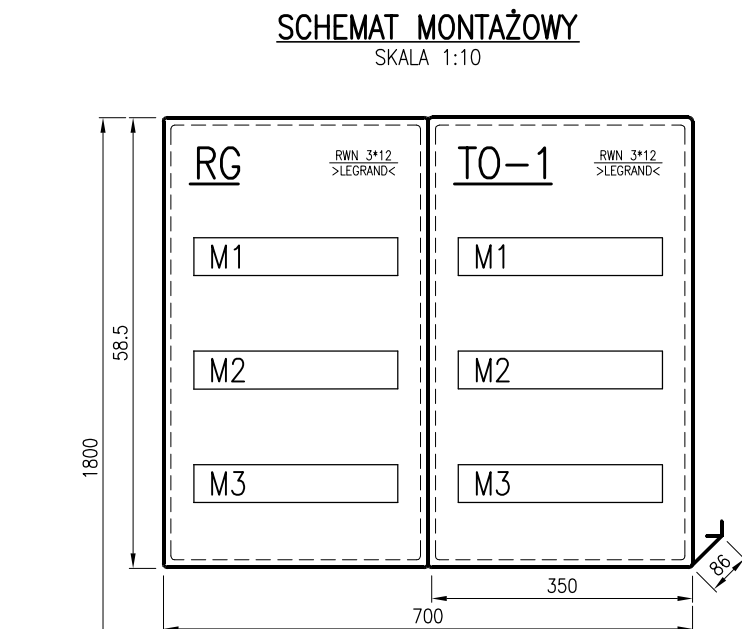 SCHEMAT MONTAŻOWY
SKALA 1:10
RG
RWN 3*12
>LEGRAND<
TO-1
RWN 3*12
>LEGRAND<
M1
M1
58.5
M2
M2
1800
M3
M3
86
350
700